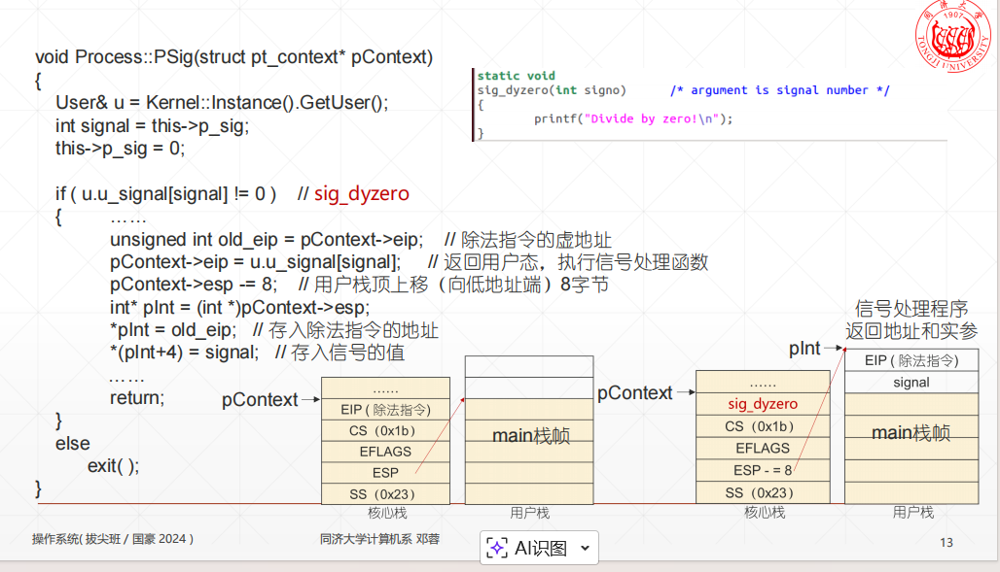 同济大学
1907
TONGJI UNIVERSITY
void Process::PSig(struct pt_context* pContext)
{
User& u = Kernel::Instance().GetUser();
int signal = this->p_sig;
this->p_sig = 0;
if ( u.u_signal[signal] != 0 ) // sig_dyzero
{ ……
unsigned int old_eip = pContext->eip; // 除法指令的虚地址
pContext->eip = u.u_signal[signal]; // 返回用户态，执行信号处理函数
pContext->esp -= 8; // 用户栈顶上移（向低地址端）8字节
int* pInt = (int *)pContext->esp;
*pInt = old_eip; // 存入除法指令的地址
*(pInt+4) = signal; // 存入信号的值
……
return;
}
else
exit( );
}
static void
sig_dyzero(int signo) /* argument is signal number */
{
printf("Divide by zero!\n");
}
pContext
……
EIP ( 除法指令)
CS（0x1b）
EFLAGS
ESP
SS（0x23）
核心栈
main栈帧
用户栈
pContext
……
sig_dyzero
CS（0x1b）
EFLAGS
ESP - = 8
SS（0x23）
核心栈
信号处理程序
返回地址和实参
pInt
EIP ( 除法指令)
signal
main栈帧
用户栈
操作系统( 拔尖班 / 国豪 2024 )
同济大学计算机系 邓蓉
13
AI识图